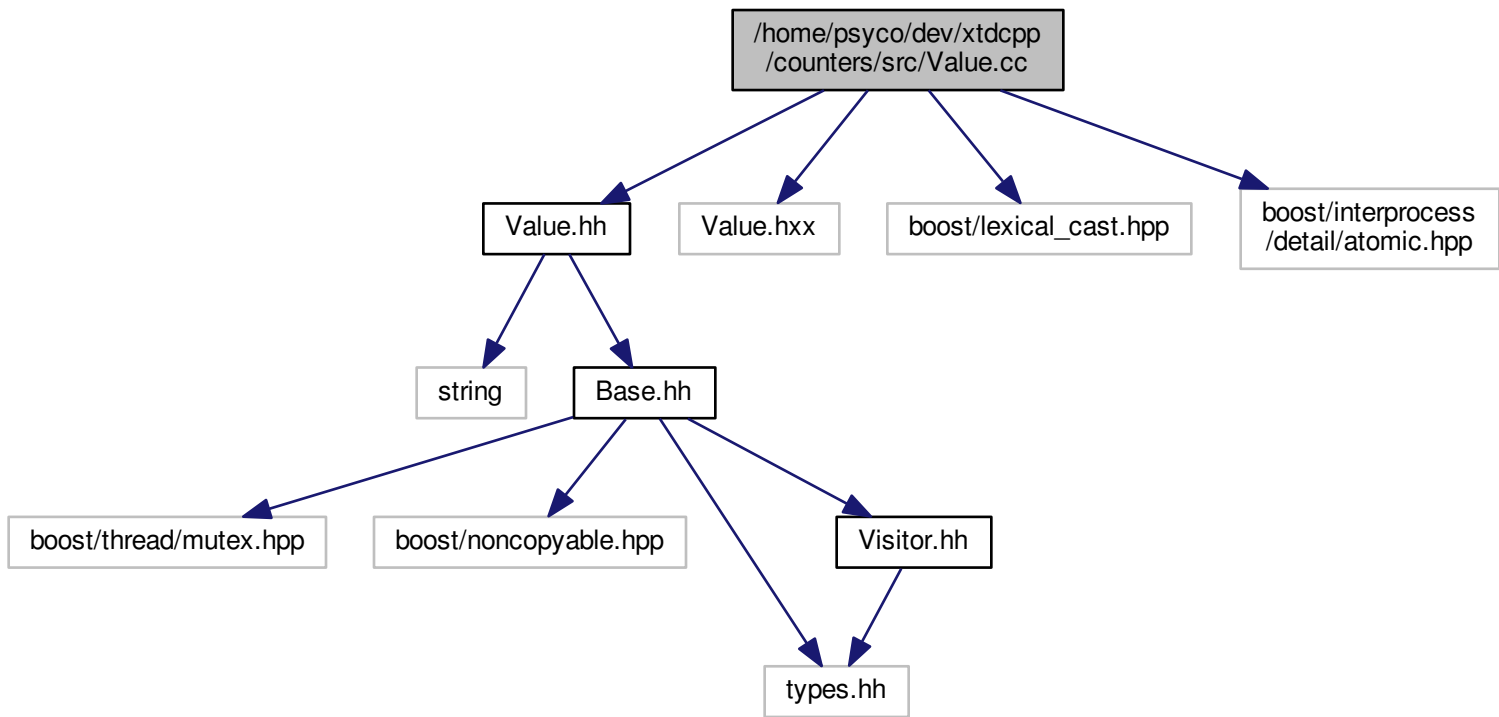 /home/psyco/dev/xtdcpp
/counters/src/Value.cc
Value.hh
Value.hxx
boost/lexical_cast.hpp
boost/interprocess
/detail/atomic.hpp
string
Base.hh
boost/thread/mutex.hpp
boost/noncopyable.hpp
Visitor.hh
types.hh